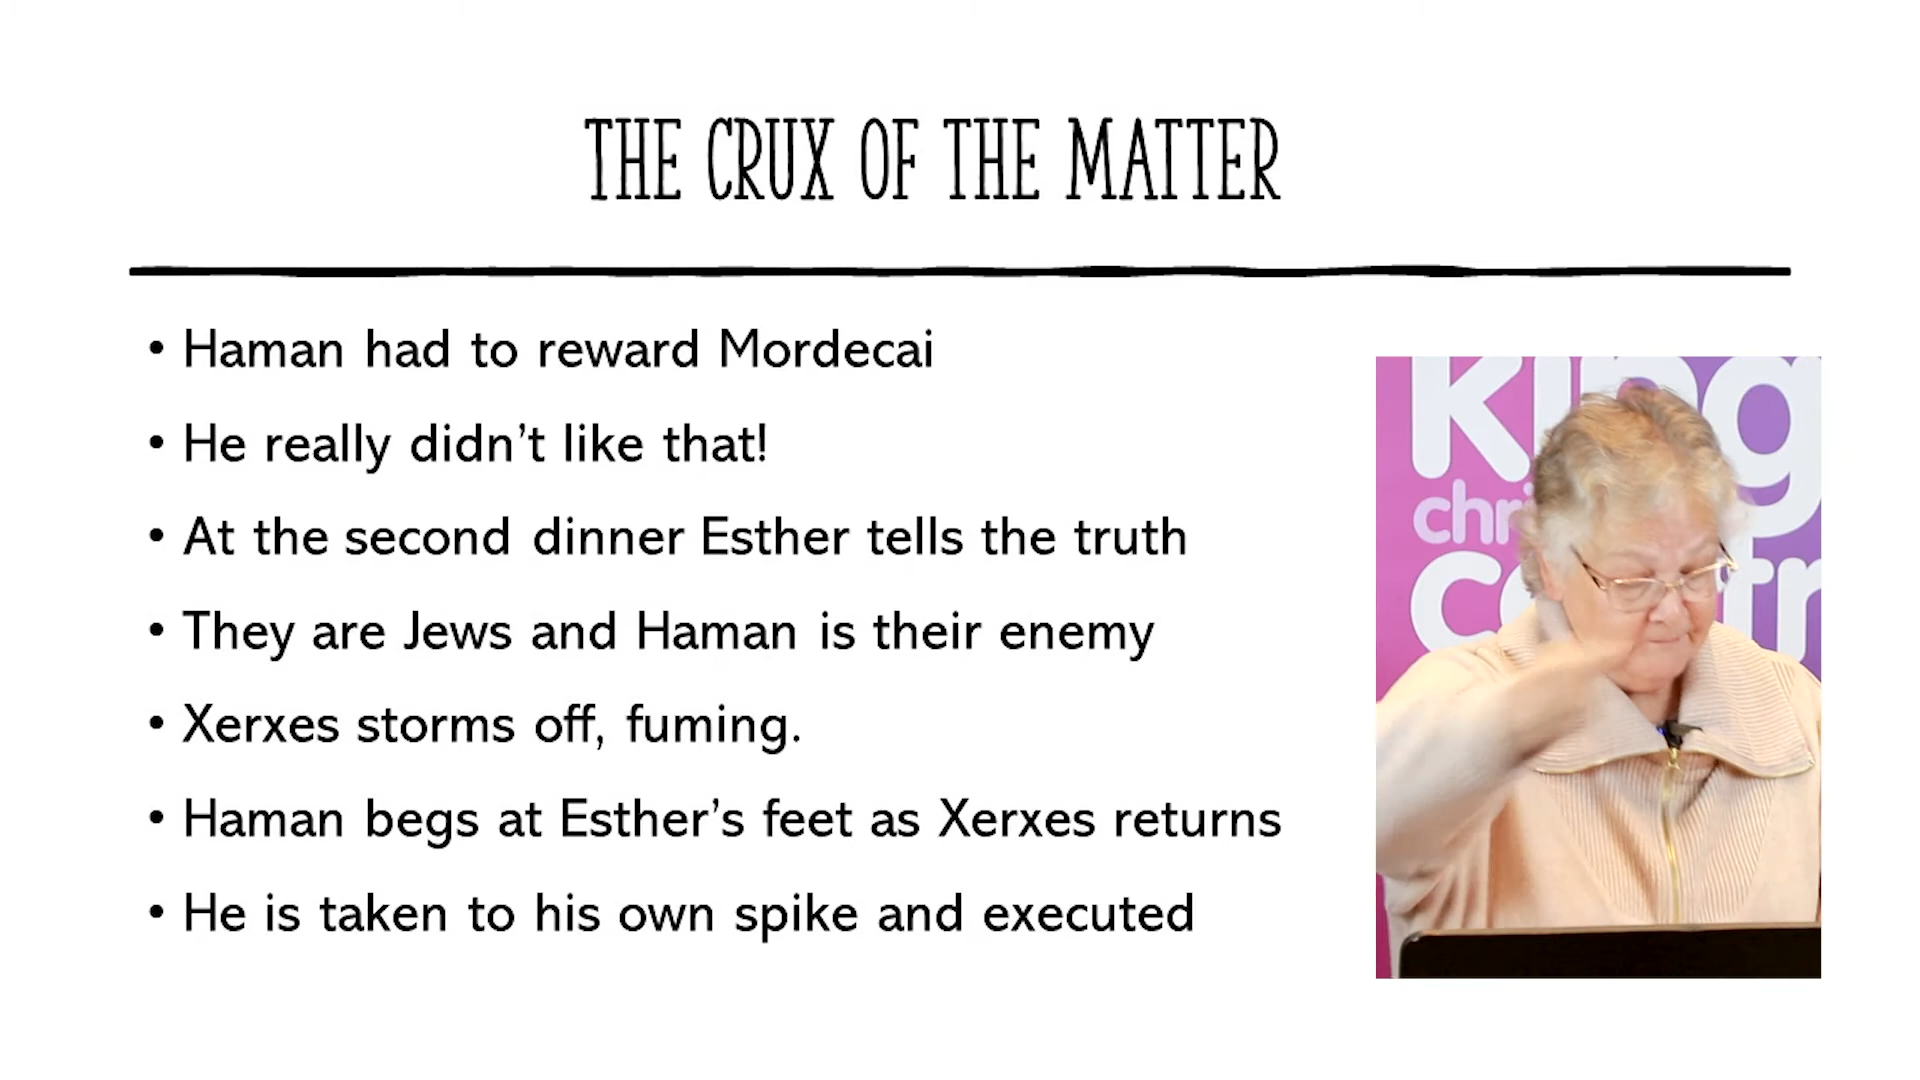 THE CRUX OF THE MATTER
• Haman had to reward Mordecai
• He really didn’t like that!
• At the second dinner Esther tells the truth
• They are Jews and Haman is their enemy
• Xerxes storms off, fuming.
• Haman begs at Esther’s feet as Xerxes returns
• He is taken to his own spike and executed
king
chri